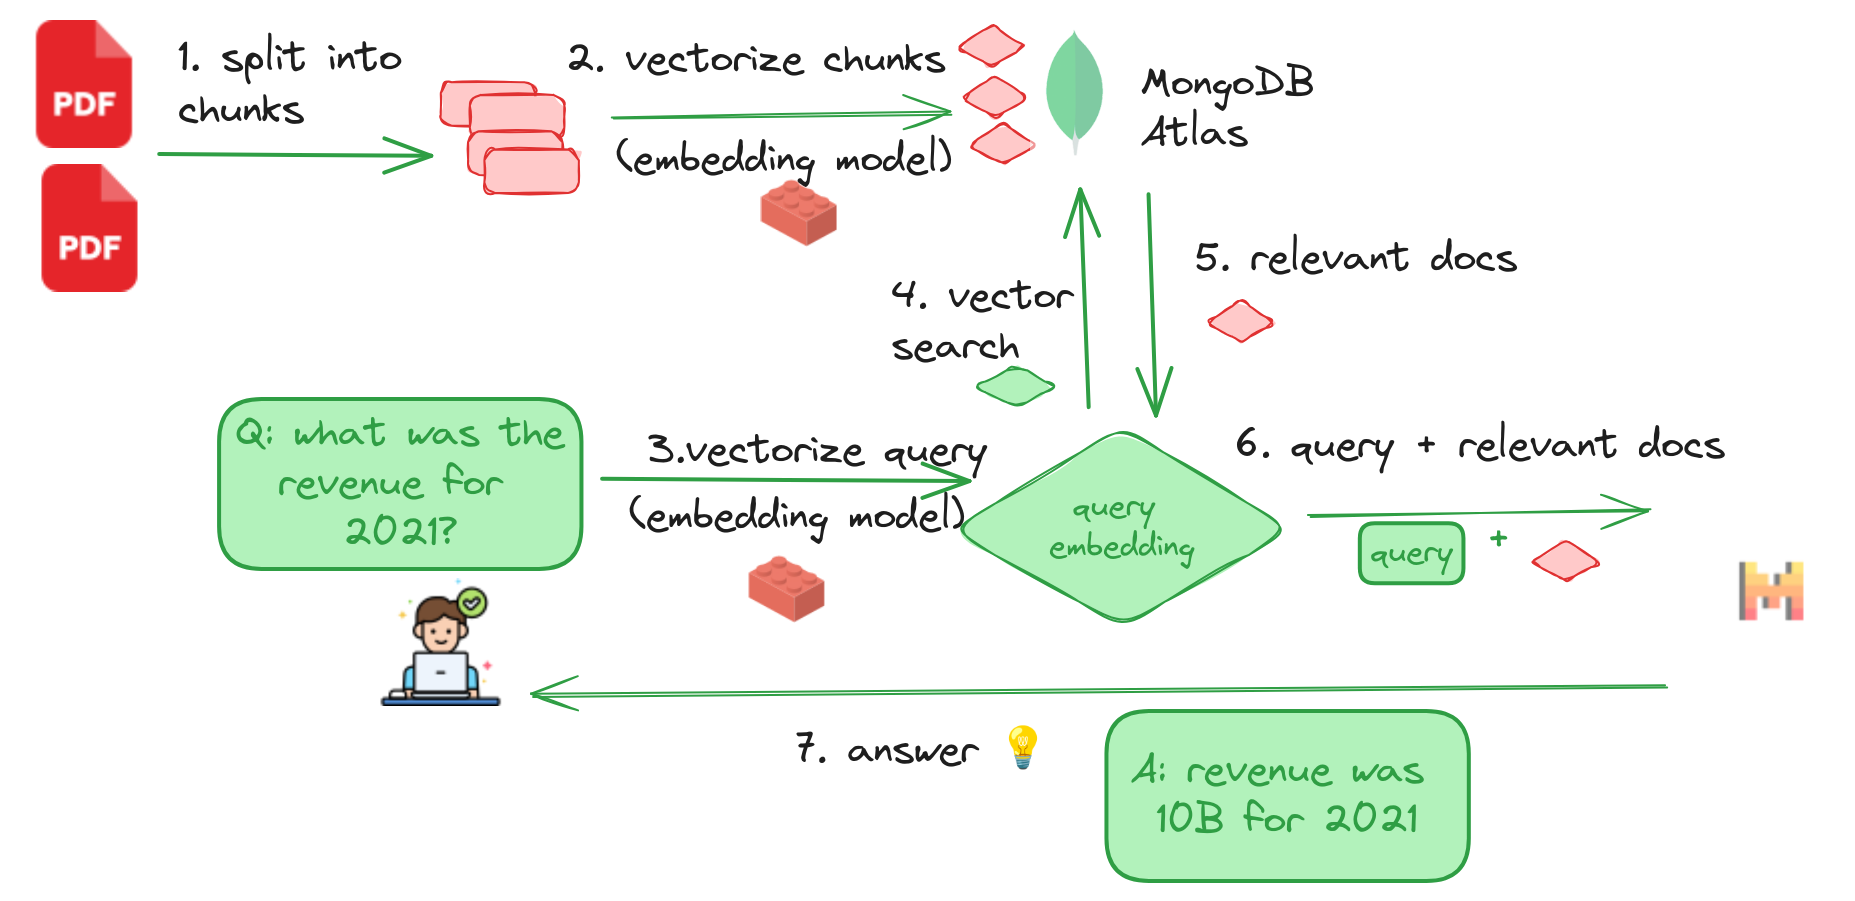 PDF
PDF
1. split into
chunks
2. vectorize chunks
(embedding model)
MongoDB
Atlas
4. vector
search
5. relevant docs
Q: what was the
revenue for
2021?
3.vectorize query
(embedding model)
query
embedding
6. query + relevant docs
query
+
7. answer
A: revenue was
10B for 2021